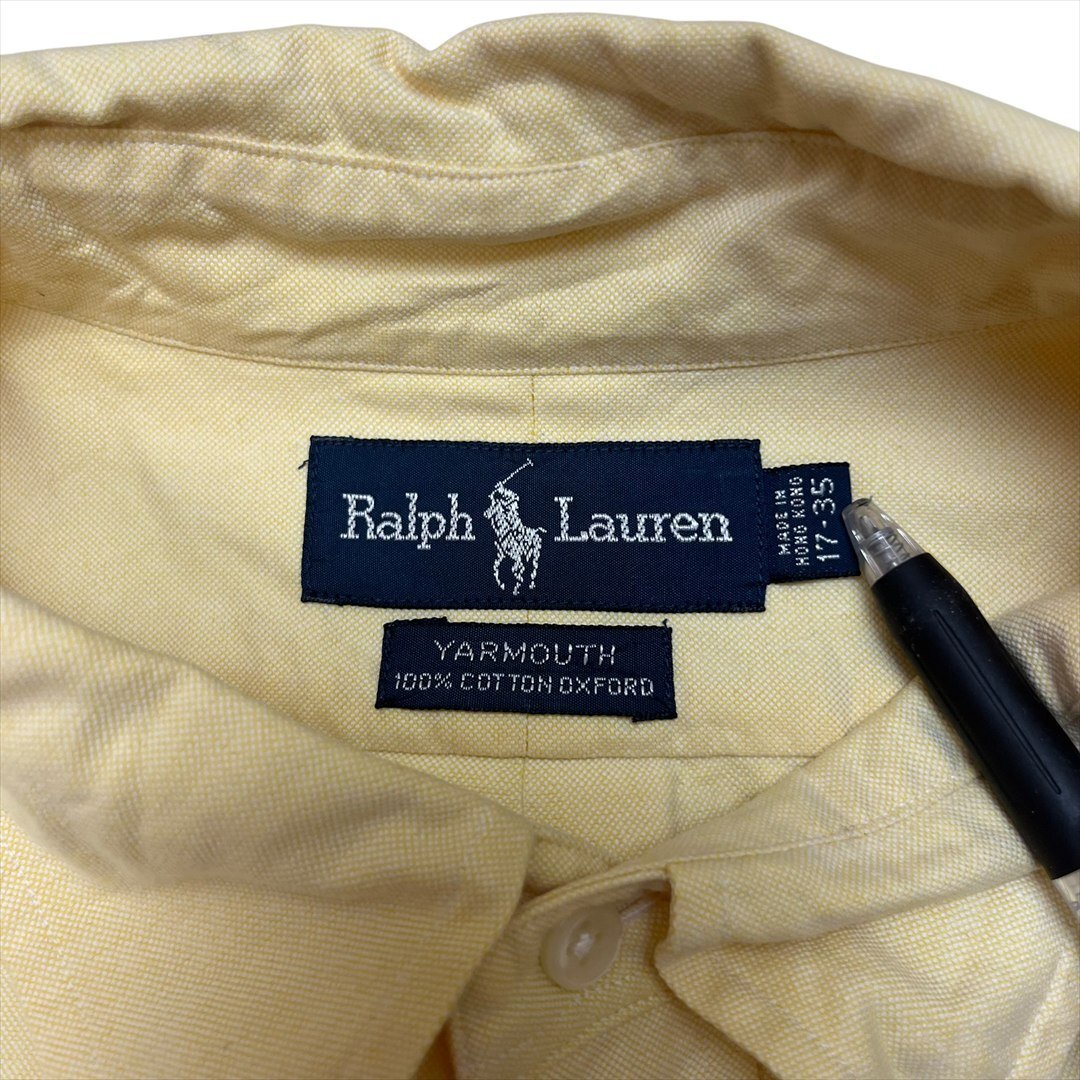 Ralph Lauren
MADE IN
HONG KONG
17-35
YARMOUTH
100% COTTON OXFORD